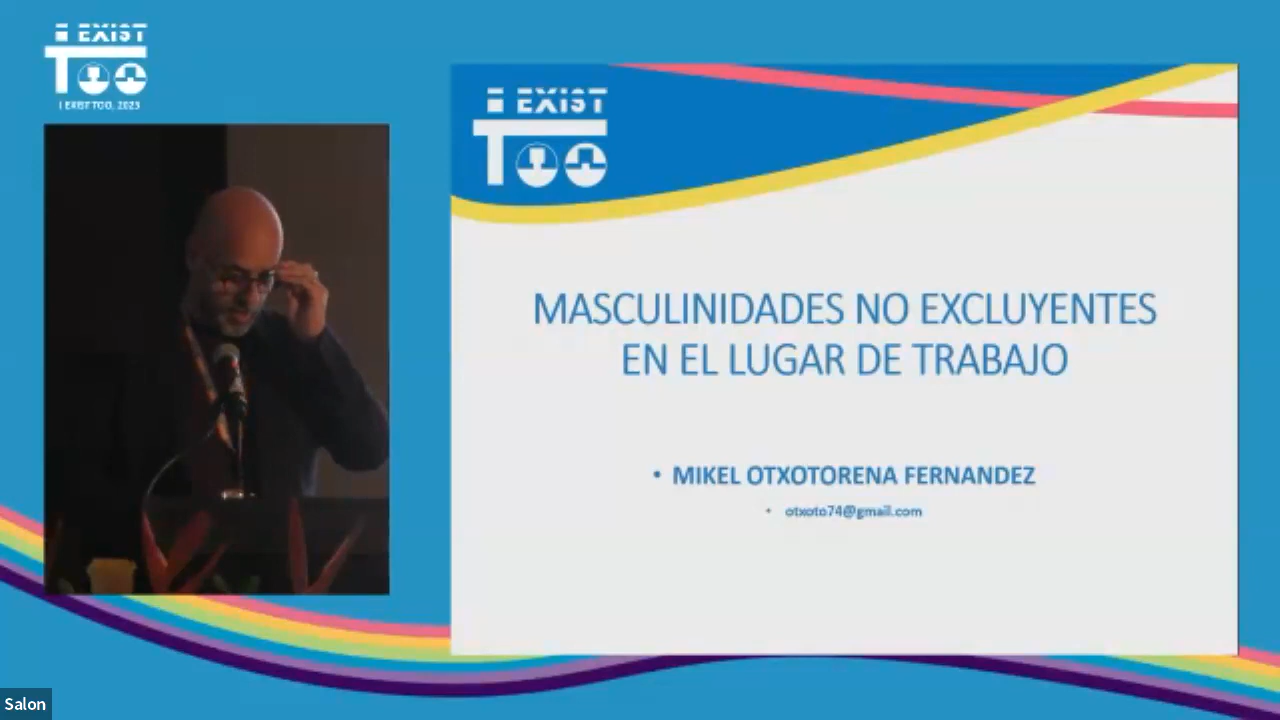 I EXIST
TOO
I EXIST TOO, 2023
I EXIST
TOO
MASCULINIDADES NO EXCLUYENTES
EN EL LUGAR DE TRABAJO
• MIKEL OTXOTORENA FERNANDEZ
• otxoto74@gmail.com
Salon